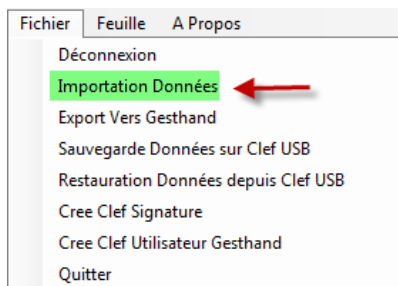 Fichier Feuille A Propos
Déconnexion
Importation Données
Export Vers Gesthand
Sauvegarde Données sur Clef USB
Restauration Données depuis Clef USB
Cree Clef Signature
Cree Clef Utilisateur Gesthand
Quitter